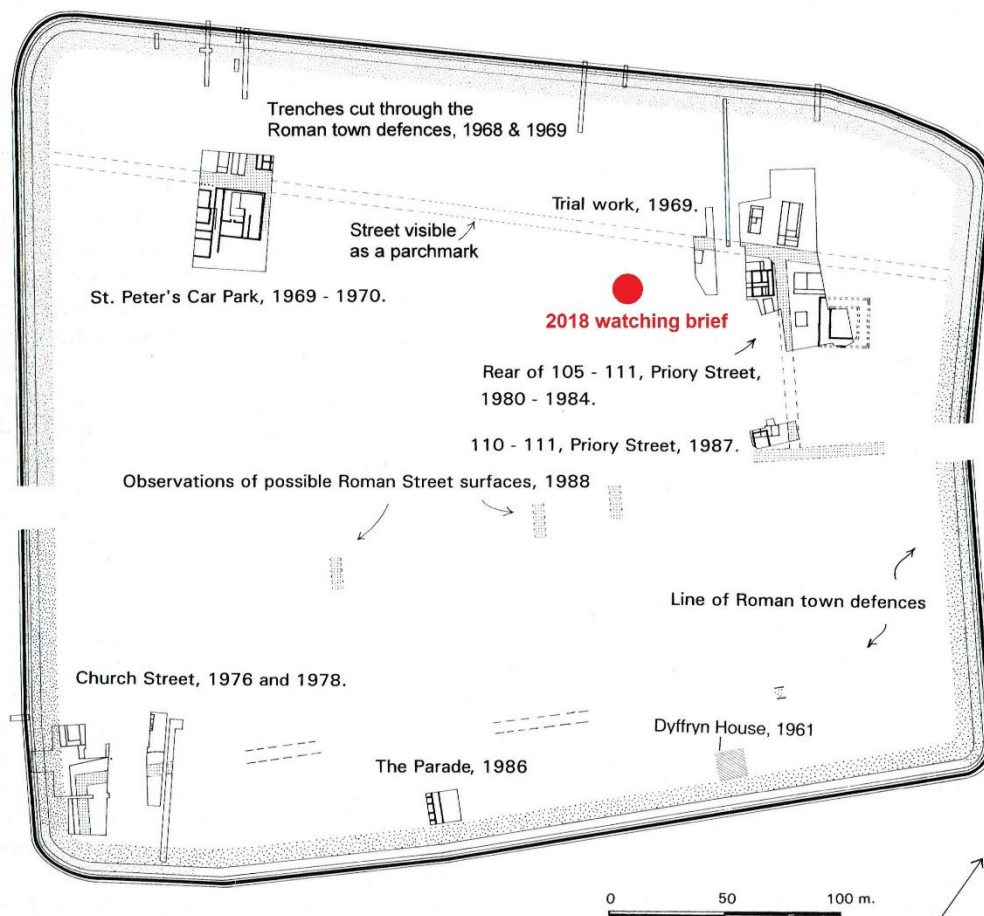 Trenches cut through the
Roman town defences, 1968 & 1969
Trial work, 1969.
Street visible
as a parchmark
St. Peter's Car Park, 1969 - 1970.
2018 watching brief
Rear of 105 - 111, Priory Street,
1980 - 1984.
110 - 111, Priory Street, 1987.
Observations of possible Roman Street surfaces, 1988
Line of Roman town defences
Church Street, 1976 and 1978.
Dyffryn House, 1961
The Parade, 1986
0 50 100 m.